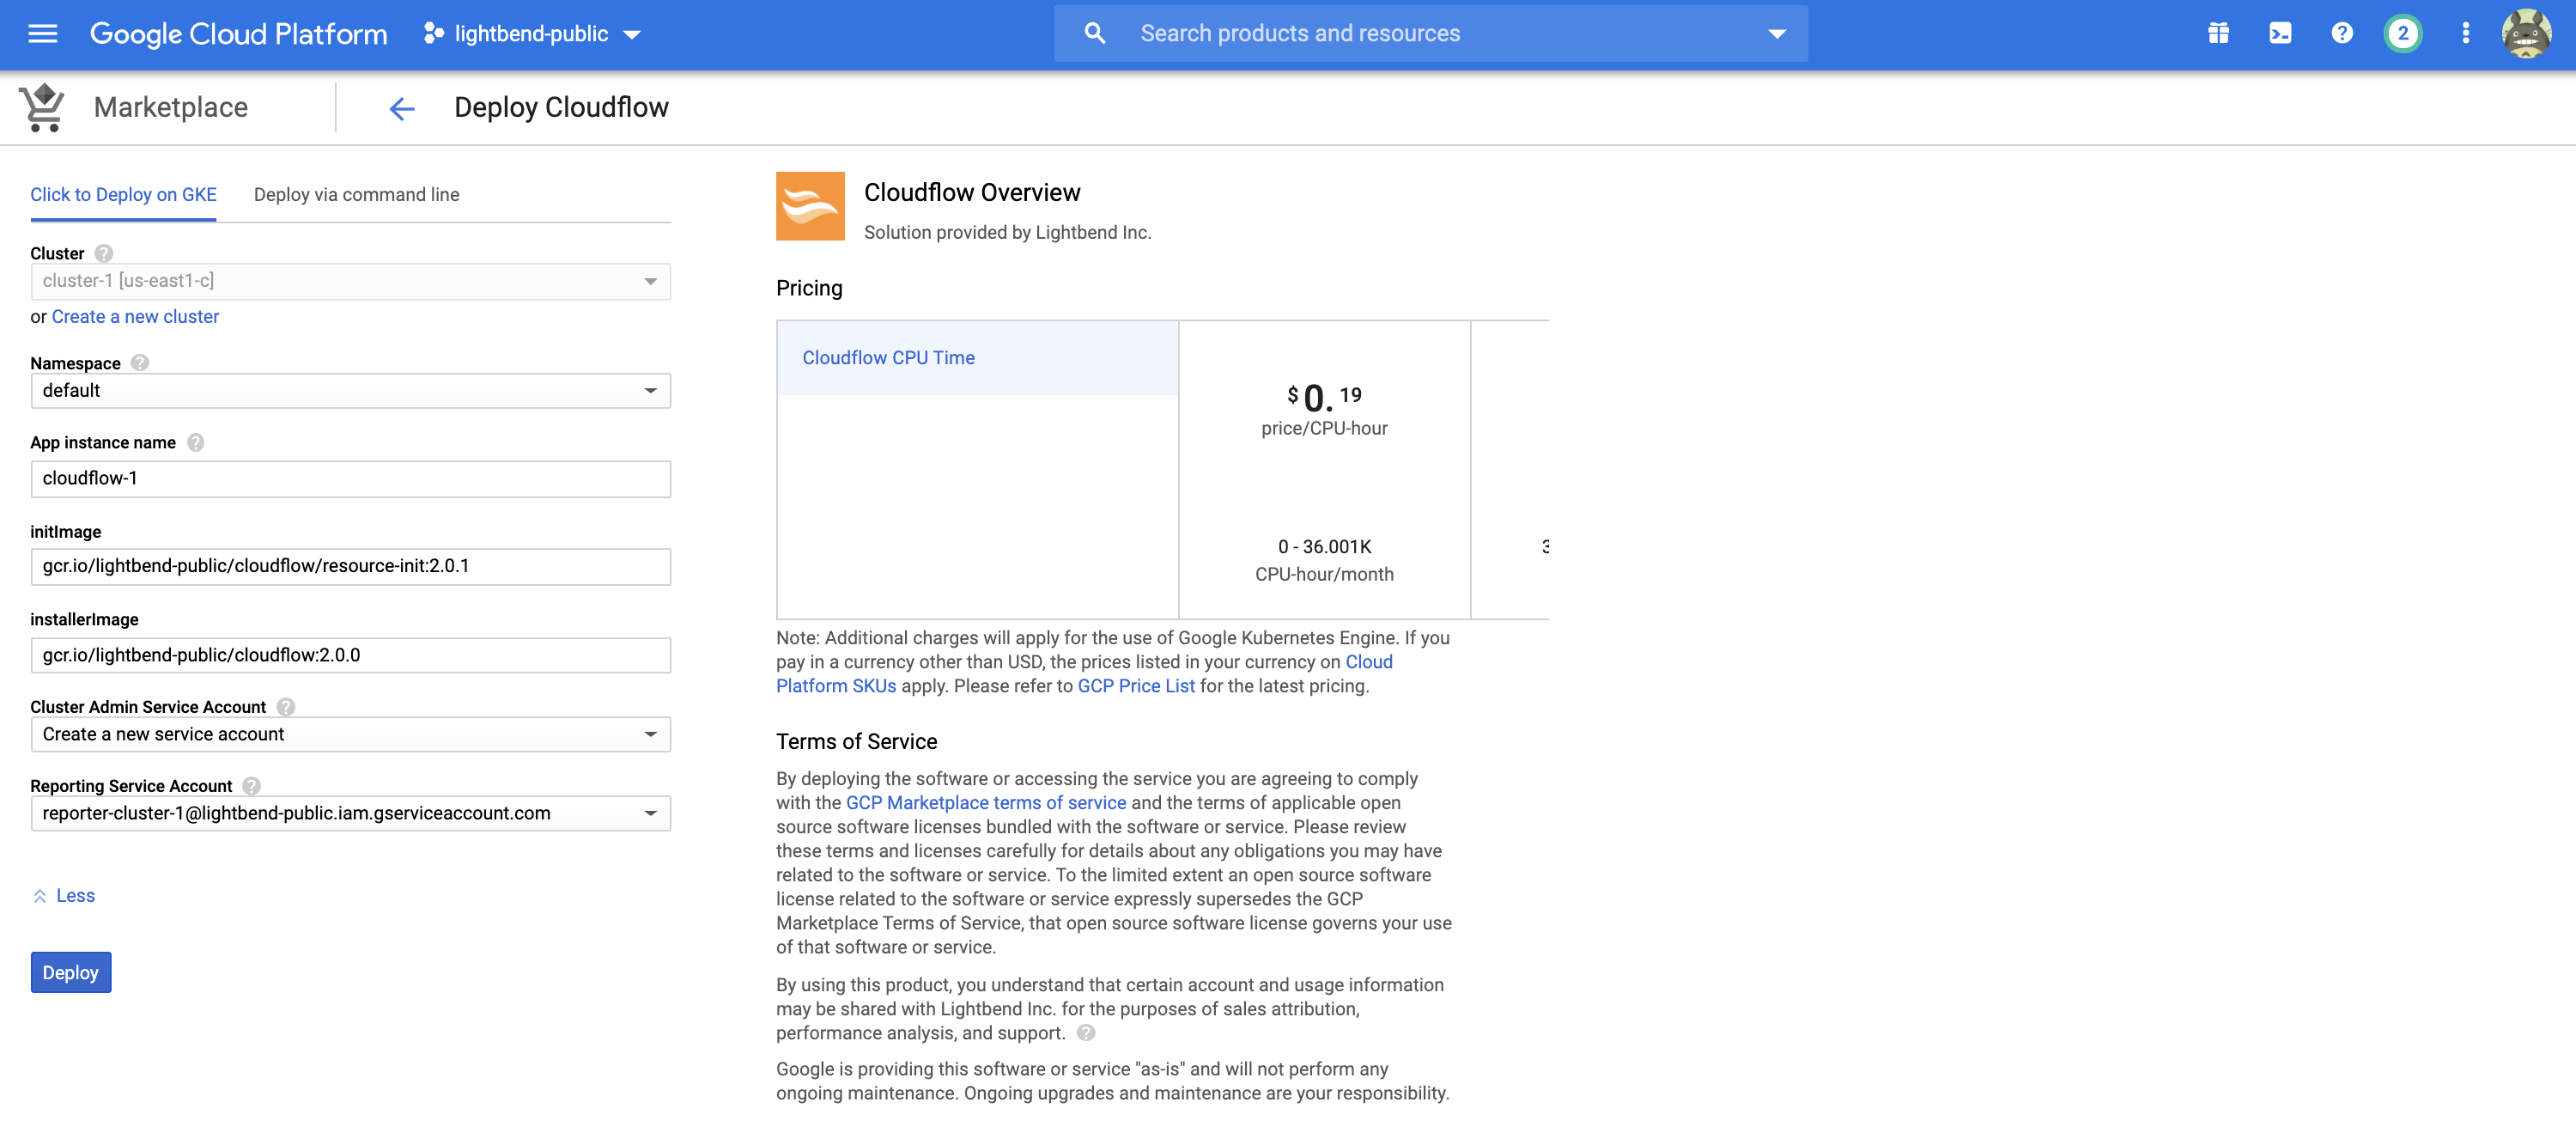 Google Cloud Platform
lightbend-public
Search products and resources
2
Marketplace
Deploy Cloudflow
Click to Deploy on GKE
Deploy via command line
Cluster
cluster-1 [us-east1-c]
or Create a new cluster
Namespace
default
App instance name
cloudflow-1
initImage
gcr.io/lightbend-public/cloudflow/resource-init:2.0.1
installerImage
gcr.io/lightbend-public/cloudflow:2.0.0
Cluster Admin Service Account
Create a new service account
Reporting Service Account
reporter-cluster-1@lightbend-public.iam.gserviceaccount.com
Less
Deploy
Cloudflow Overview
Solution provided by Lightbend Inc.
Pricing
Cloudflow CPU Time
$0.19
price/CPU-hour
0 - 36.001K
CPU-hour/month
Note: Additional charges will apply for the use of Google Kubernetes Engine. If you
pay in a currency other than USD, the prices listed in your currency on Cloud
Platform SKUs apply. Please refer to GCP Price List for the latest pricing.
Terms of Service
By deploying the software or accessing the service you are agreeing to comply
with the GCP Marketplace terms of service and the terms of applicable open
source software licenses bundled with the software or service. Please review
these terms and licenses carefully for details about any obligations you may have
related to the software or service. To the limited extent an open source software
license related to the software or service expressly supersedes the GCP
Marketplace Terms of Service, that open source software license governs your use
of that software or service.
By using this product, you understand that certain account and usage information
may be shared with Lightbend Inc. for the purposes of sales attribution,
performance analysis, and support.
Google is providing this software or service "as-is" and will not perform any
ongoing maintenance. Ongoing upgrades and maintenance are your responsibility.